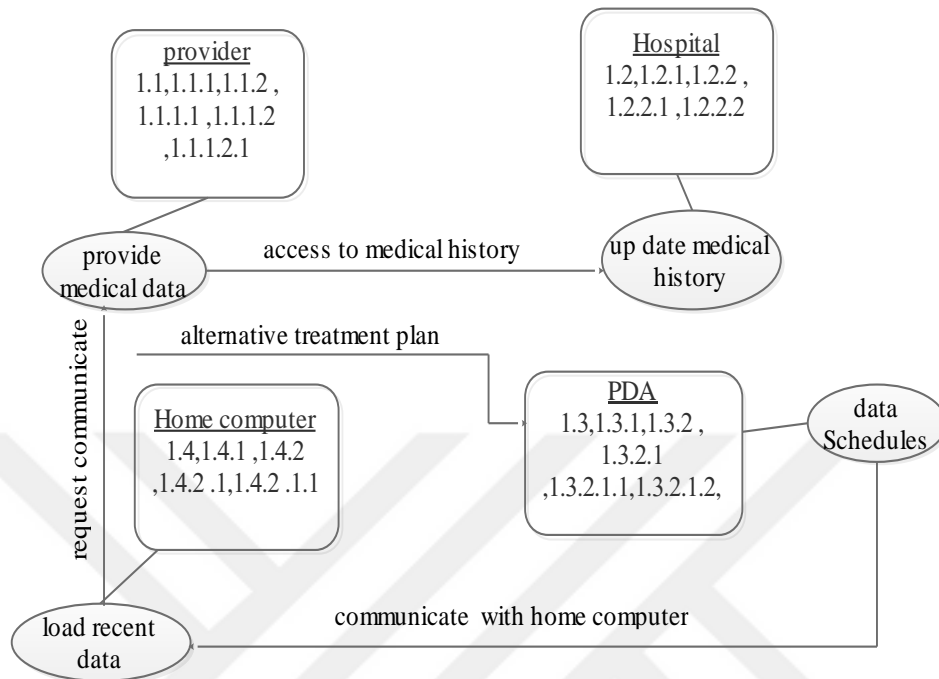 provider
1.1,1.1.1,1.1.2 ,
1.1.1.1 ,1.1.1.2
,1.1.1.2.1
Hospital
1.2,1.2.1,1.2.2 ,
1.2.2.1 ,1.2.2.2
provide
medical data
access to medical history
up date medical
history
request communicate
alternative treatment plan
Home computer
1.4,1.4.1 ,1.4.2
,1.4.2 .1,1.4.2 .1.1
PDA
1.3,1.3.1,1.3.2 ,
1.3.2.1
,1.3.2.1.1,1.3.2.1.2,
data
Schedules
load recent
data
communicate with home computer